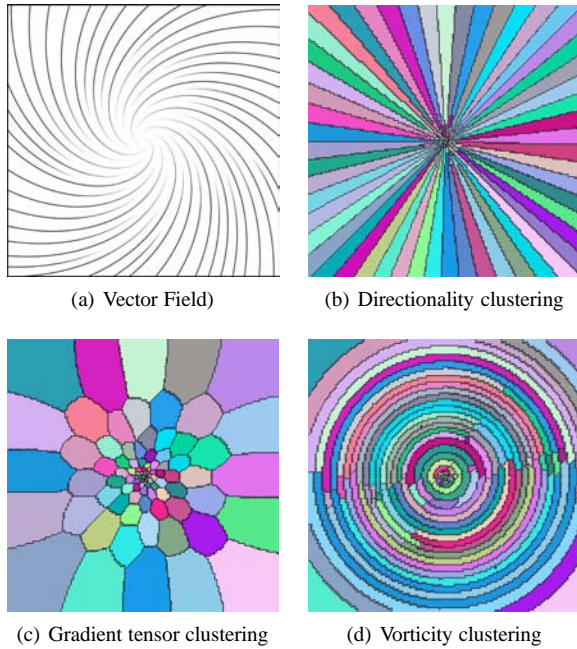 (a) Vector Field)
(b) Directionality clustering
(c) Gradient tensor clustering
(d) Vorticity clustering